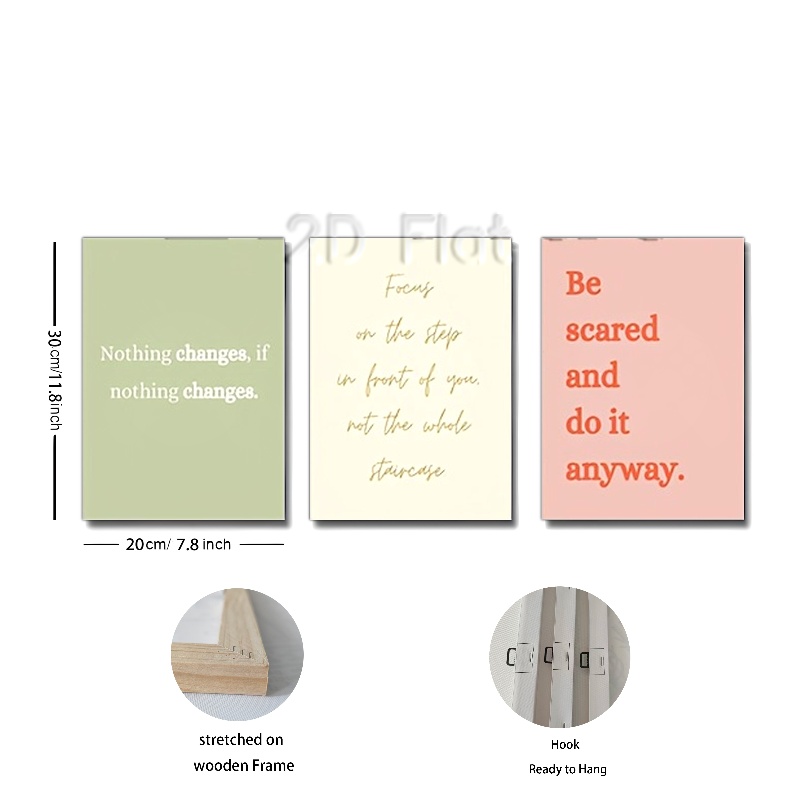 2D Flat
Nothing changes, if
nothing changes.
Focus
on the step
in front of you,
not the whole
staircase
Be
scared
and
do it
anyway.
30cm/11.8inch
20cm/ 7.8 inch
stretched on
wooden Frame
Hook
Ready to Hang